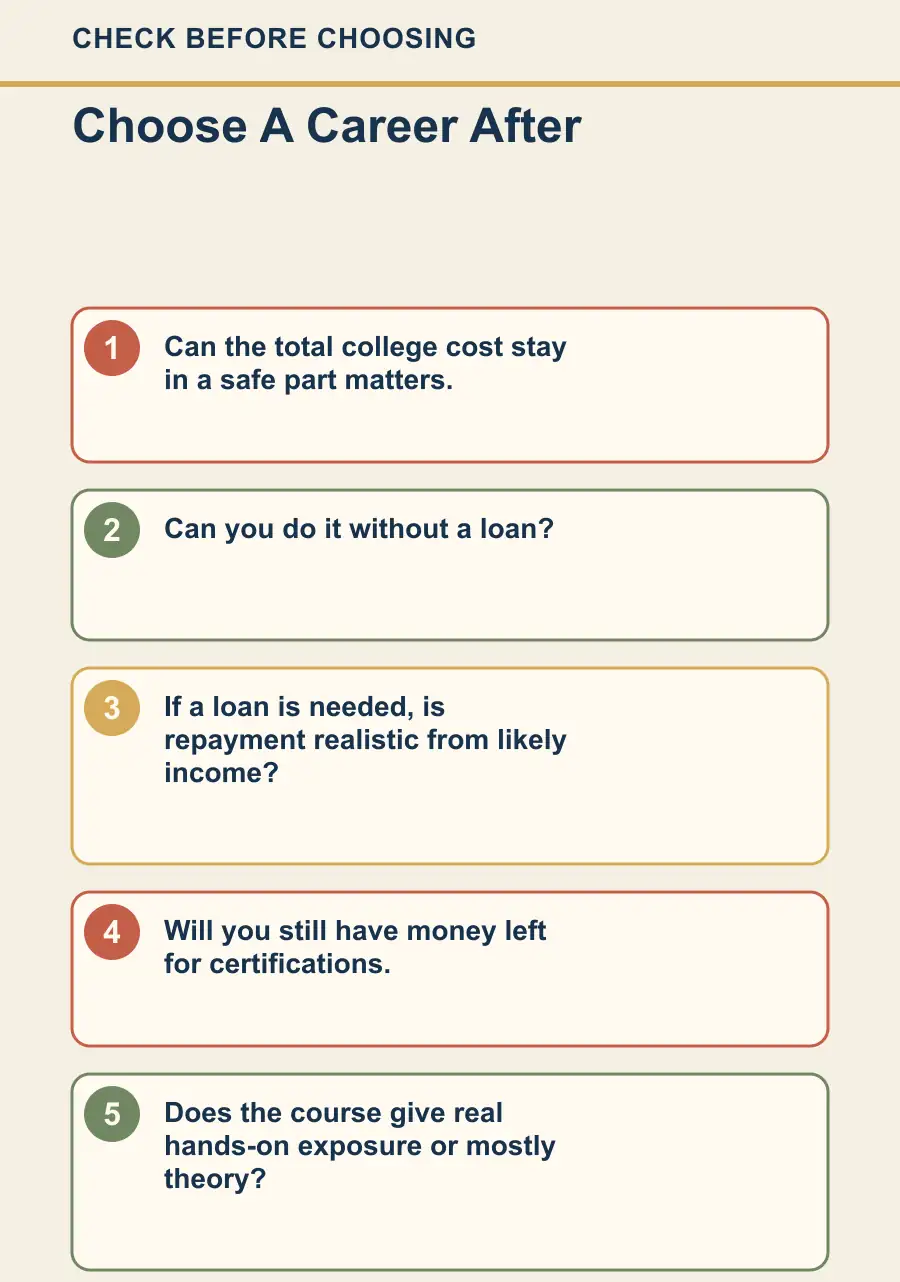 CHECK BEFORE CHOOSING
Choose A Career After
1
Can the total college cost stay
in a safe part matters.
2
Can you do it without a loan?
3
If a loan is needed, is
repayment realistic from likely
income?
4
Will you still have money left
for certifications.
5
Does the course give real
hands-on exposure or mostly
theory?